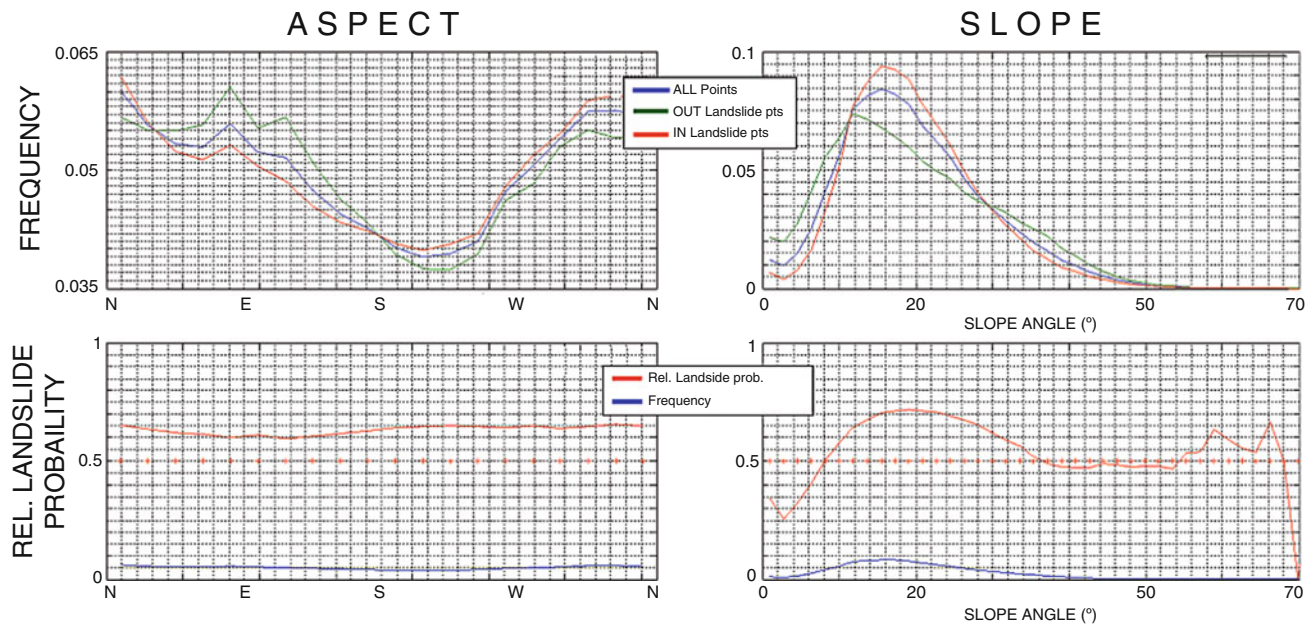 ASPECT
SLOPE
FREQUENCY
0.065
0.05
0.035
N E S W N
ALL Points
OUT Landslide pts
IN Landslide pts
0.1
0.05
0
0 20 50 70
SLOPE ANGLE (º)
REL. LANDSLIDE
PROBABILITY
1
0.5
0
N E S W N
Rel. Landside prob.
Frequency
1
0.5
0
0 20 50 70
SLOPE ANGLE (º)